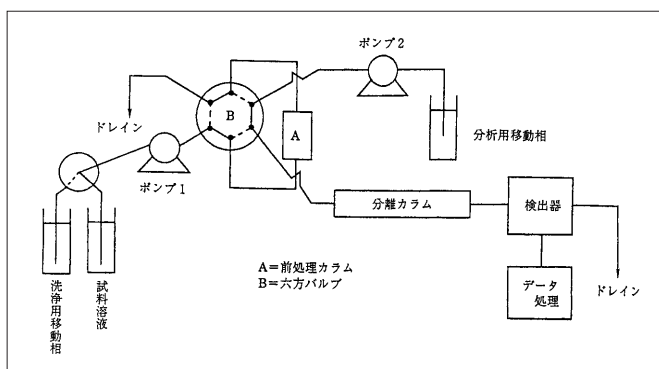 ポンプ2
B
A
ドレイン
ポンプ1
分析用移動相
分離カラム
検出器
データ
処理
ドレイン
洗浄用移動相
試料溶液
A=前処理カラム
B=六方バルブ